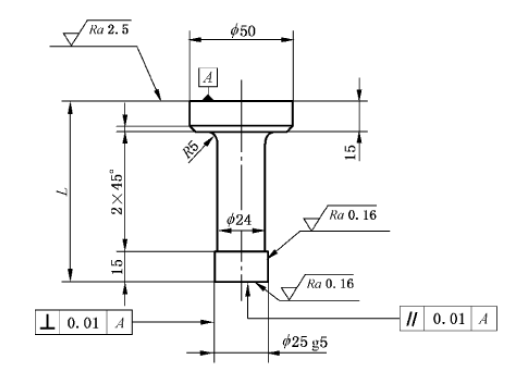 Ra 2.5
ϕ50
A
R5
15
L
2×45°
ϕ24
Ra 0.16
15
Ra 0.16
⊥ 0.01 A
// 0.01 A
ϕ25 g5